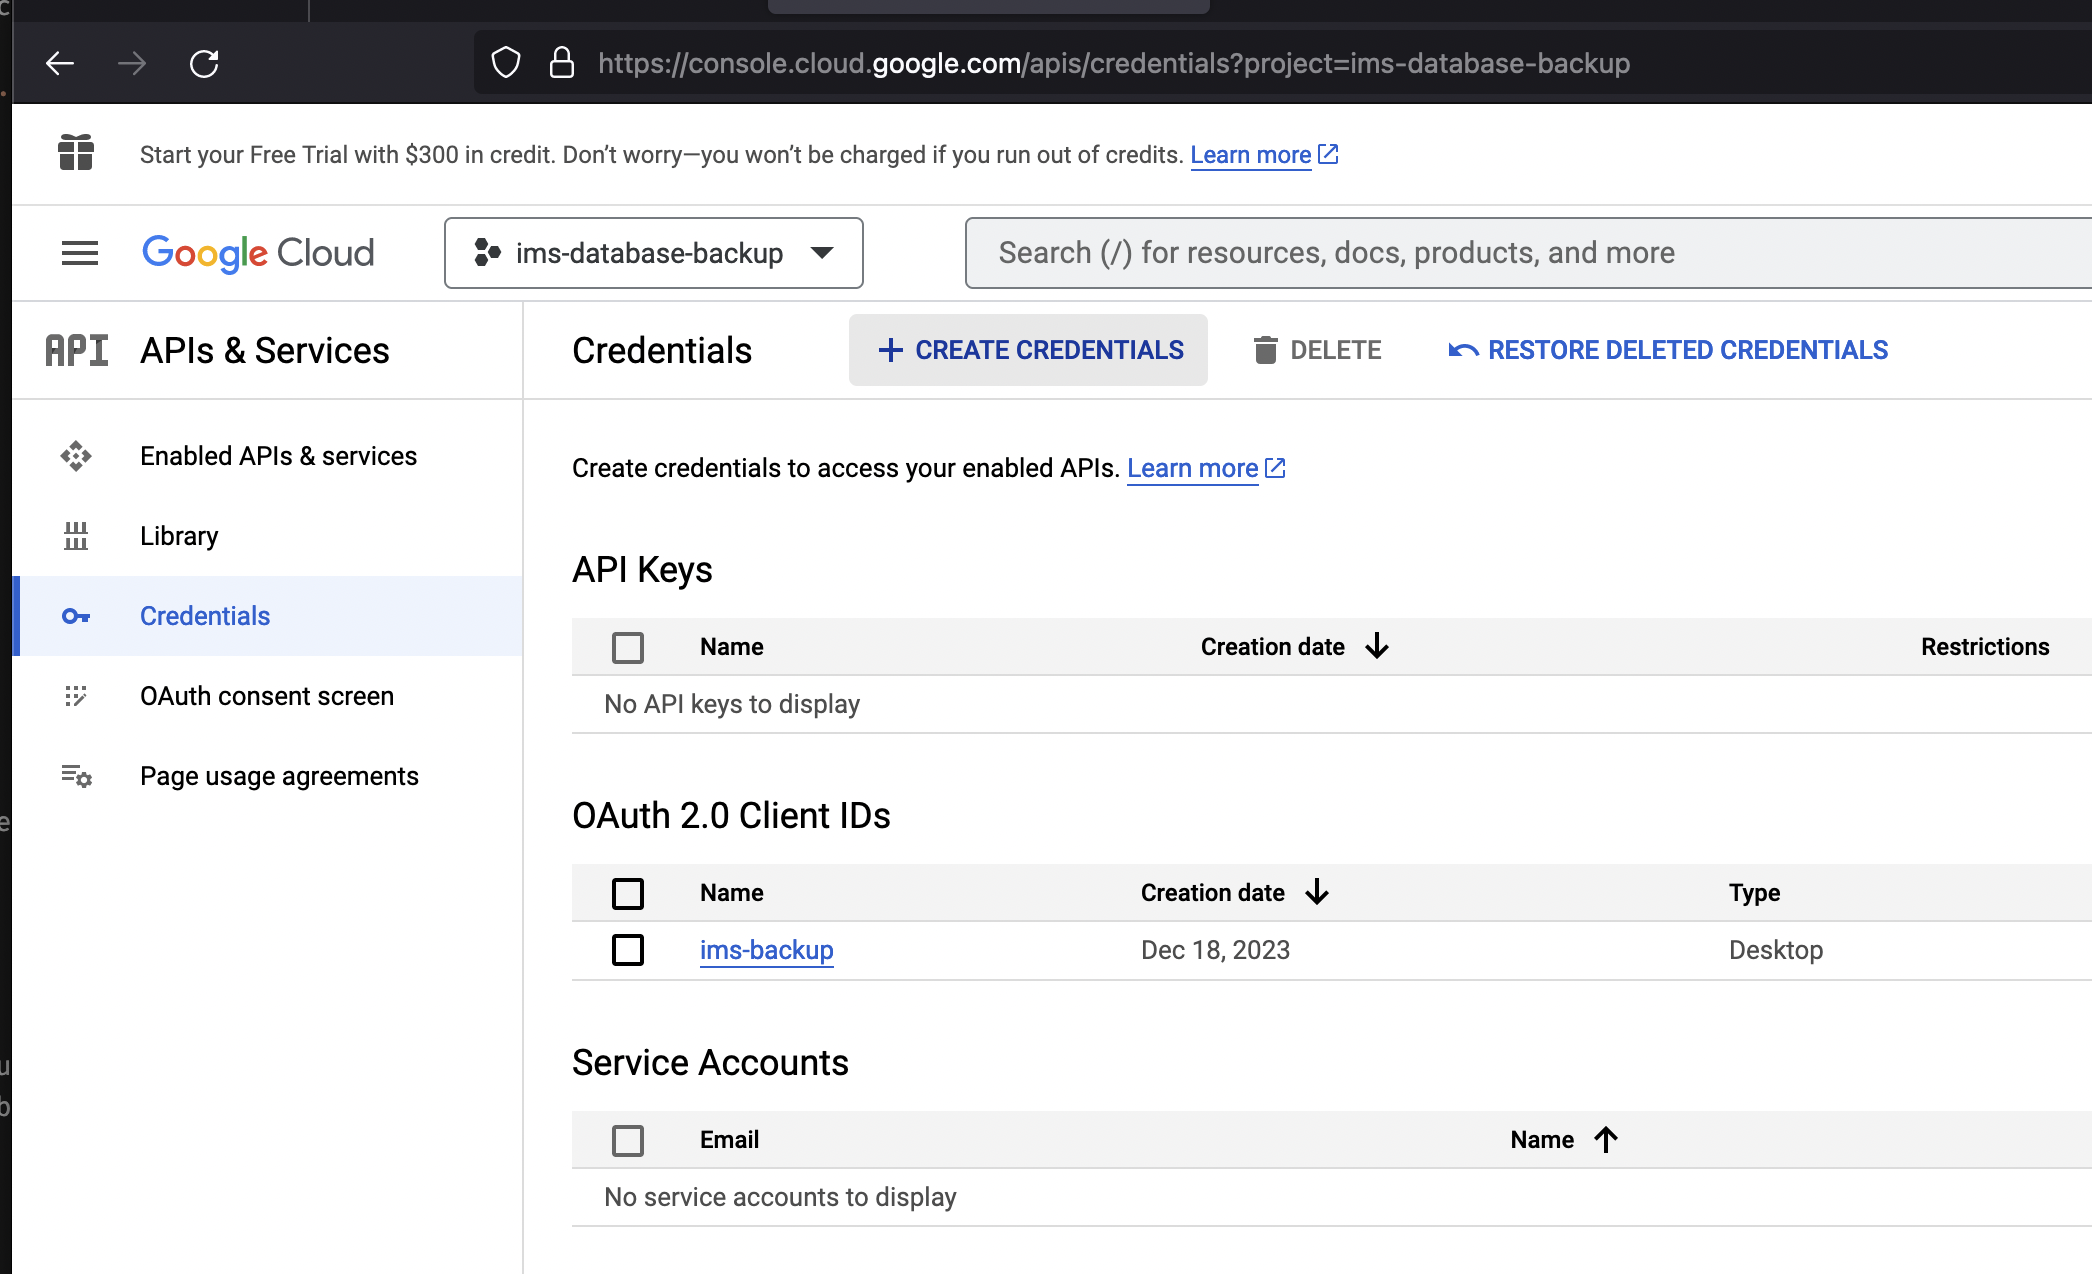 https://console.cloud.google.com/apis/credentials?project=ims-database-backup
Start your Free Trial with $300 in credit. Don’t worry—you won’t be charged if you run out of credits. Learn more
Google Cloud
ims-database-backup
Search (/) for resources, docs, products, and more
API
APIs & Services
Credentials
CREATE CREDENTIALS
DELETE
RESTORE DELETED CREDENTIALS
Enabled APIs & services
Library
Credentials
OAuth consent screen
Page usage agreements
Create credentials to access your enabled APIs. Learn more
API Keys
Name Creation date Restrictions
No API keys to display
OAuth 2.0 Client IDs
Name Creation date Type
ims-backup Dec 18, 2023 Desktop
Service Accounts
Email Name
No service accounts to display